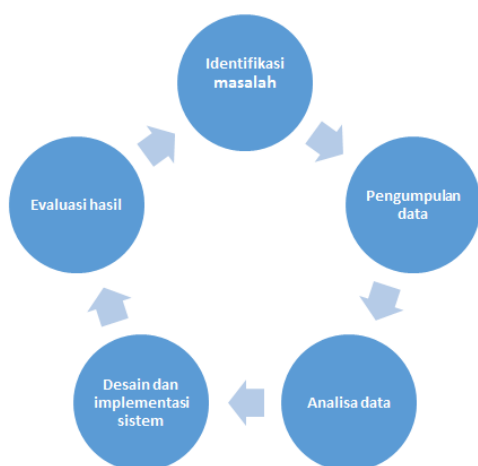 Identifikasi
masalah
Pengumpulan
data
Analisa data
Desain dan
implementasi
sistem
Evaluasi hasil